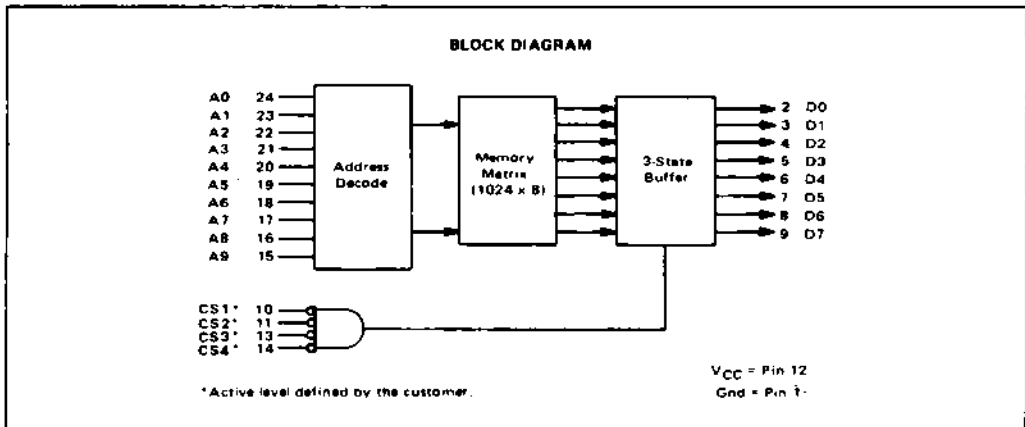 BLOCK DIAGRAM
A0 24
A1 23
A2 22
A3 21
A4 20
A5 19
A6 18
A7 17
A8 16
A9 15
Address
Decode
Memory
Matrix
(1024 x 8)
3-State
Buffer
2 D0
3 D1
4 D2
5 D3
6 D4
7 D5
8 D6
9 D7
CS1* 10
CS2* 11
CS3* 13
CS4* 14
*Active level defined by the customer.
VCC = Pin 12
Gnd = Pin 1